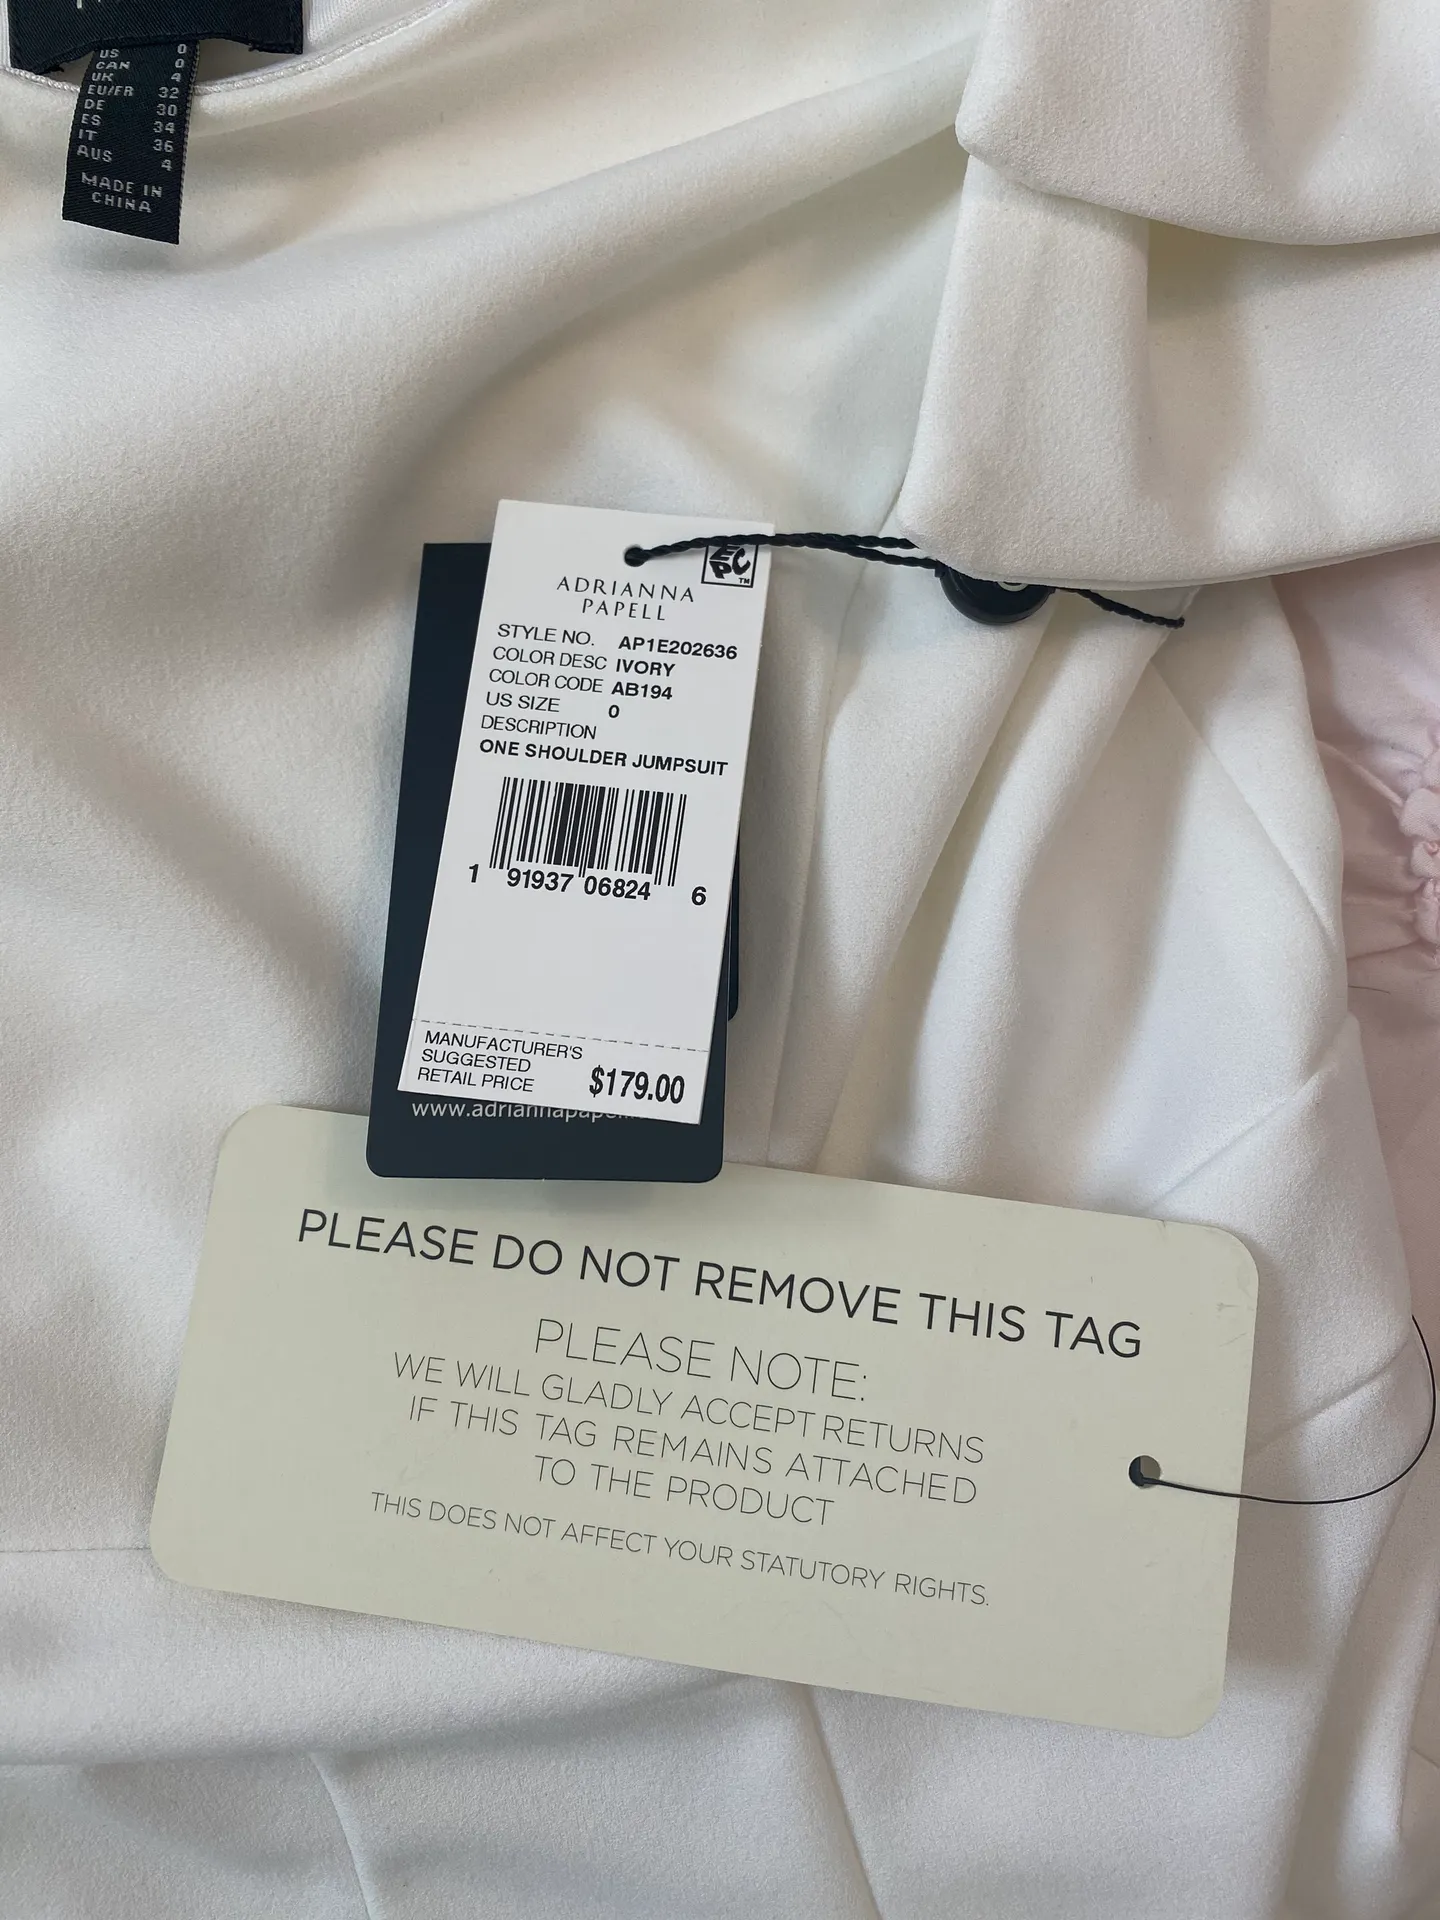 US 0
CAN 0
UK 4
EU/FR 32
DE 30
ES 34
IT 36
AUS 4
MADE IN
CHINA
EPC TM
ADRIANNA
PAPELL
STYLE NO. AP1E202636
COLOR DESC IVORY
COLOR CODE AB194
US SIZE 0
DESCRIPTION
ONE SHOULDER JUMPSUIT
1 91937 06824 6
MANUFACTURER'S
SUGGESTED
RETAIL PRICE $179.00
www.adriannapapell
PLEASE DO NOT REMOVE THIS TAG
PLEASE NOTE:
WE WILL GLADLY ACCEPT RETURNS
IF THIS TAG REMAINS ATTACHED
TO THE PRODUCT
THIS DOES NOT AFFECT YOUR STATUTORY RIGHTS.